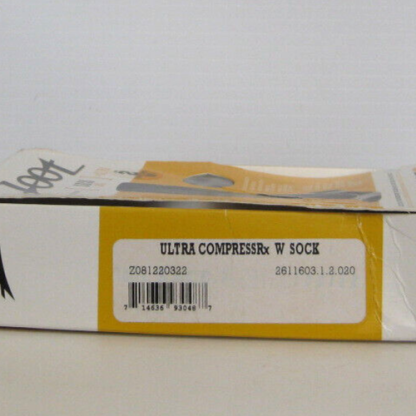 ULTRA COMPRESSRx W SOCK
Z081220322 2611603.1.2.020
7 14636 93048 7